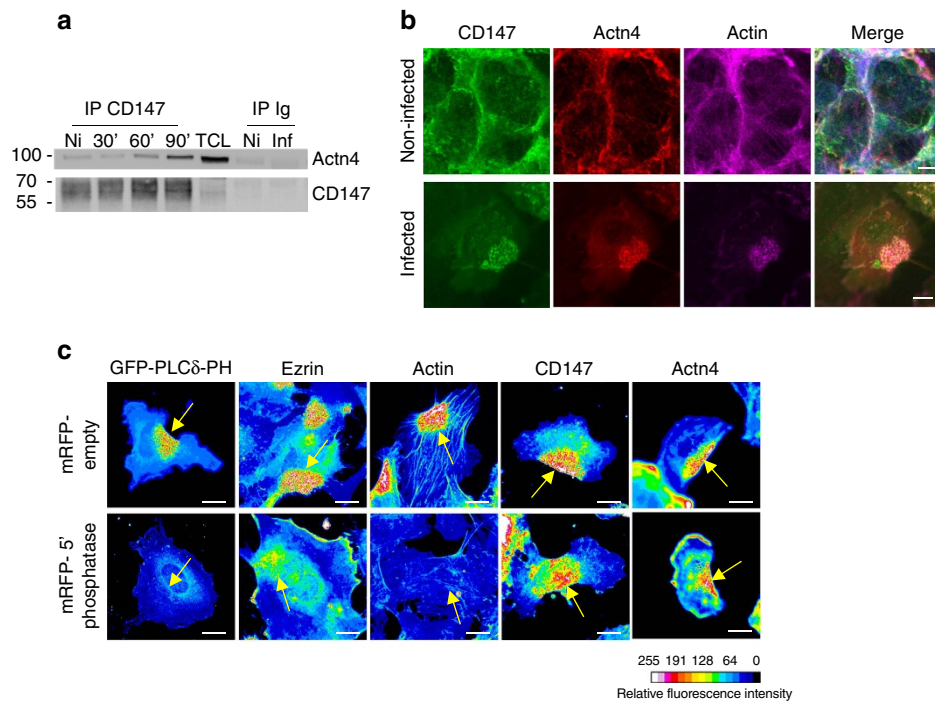 a
IP CD147 IP Ig
Ni 30’ 60’ 90’ TCL Ni Inf
100 - Actn4
70 -
55 - CD147
b
CD147 Actn4 Actin Merge
Non-infected
Infected
c
GFP-PLCδ-PH Ezrin Actin CD147 Actn4
mRFP-
empty
mRFP- 5’
phosphatase
255 191 128 64 0
Relative fluorescence intensity